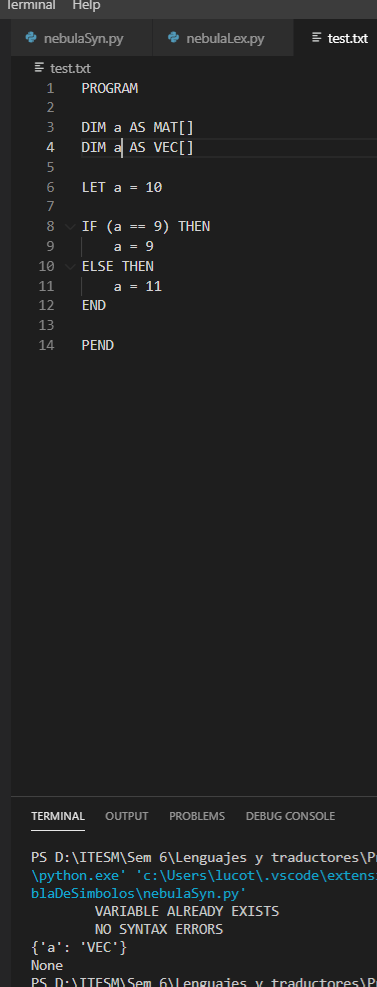 Terminal Help
nebulaSyn.py nebulaLex.py test.txt
test.txt
1 PROGRAM
2
3 DIM a AS MAT[]
4 DIM a AS VEC[]
5
6 LET a = 10
7
8 IF (a == 9) THEN
9 a = 9
10 ELSE THEN
11 a = 11
12 END
13
14 PEND
TERMINAL OUTPUT PROBLEMS DEBUG CONSOLE
PS D:\ITESM\Sem 6\Lenguajes y traductores\P
\python.exe' 'c:\Users\lucot\.vscode\extens
blaDeSimbolos\nebulaSyn.py'
VARIABLE ALREADY EXISTS
NO SYNTAX ERRORS
{'a': 'VEC'}
None
PS D:\ITESM\Sem 6\Lenguajes y traductores\P